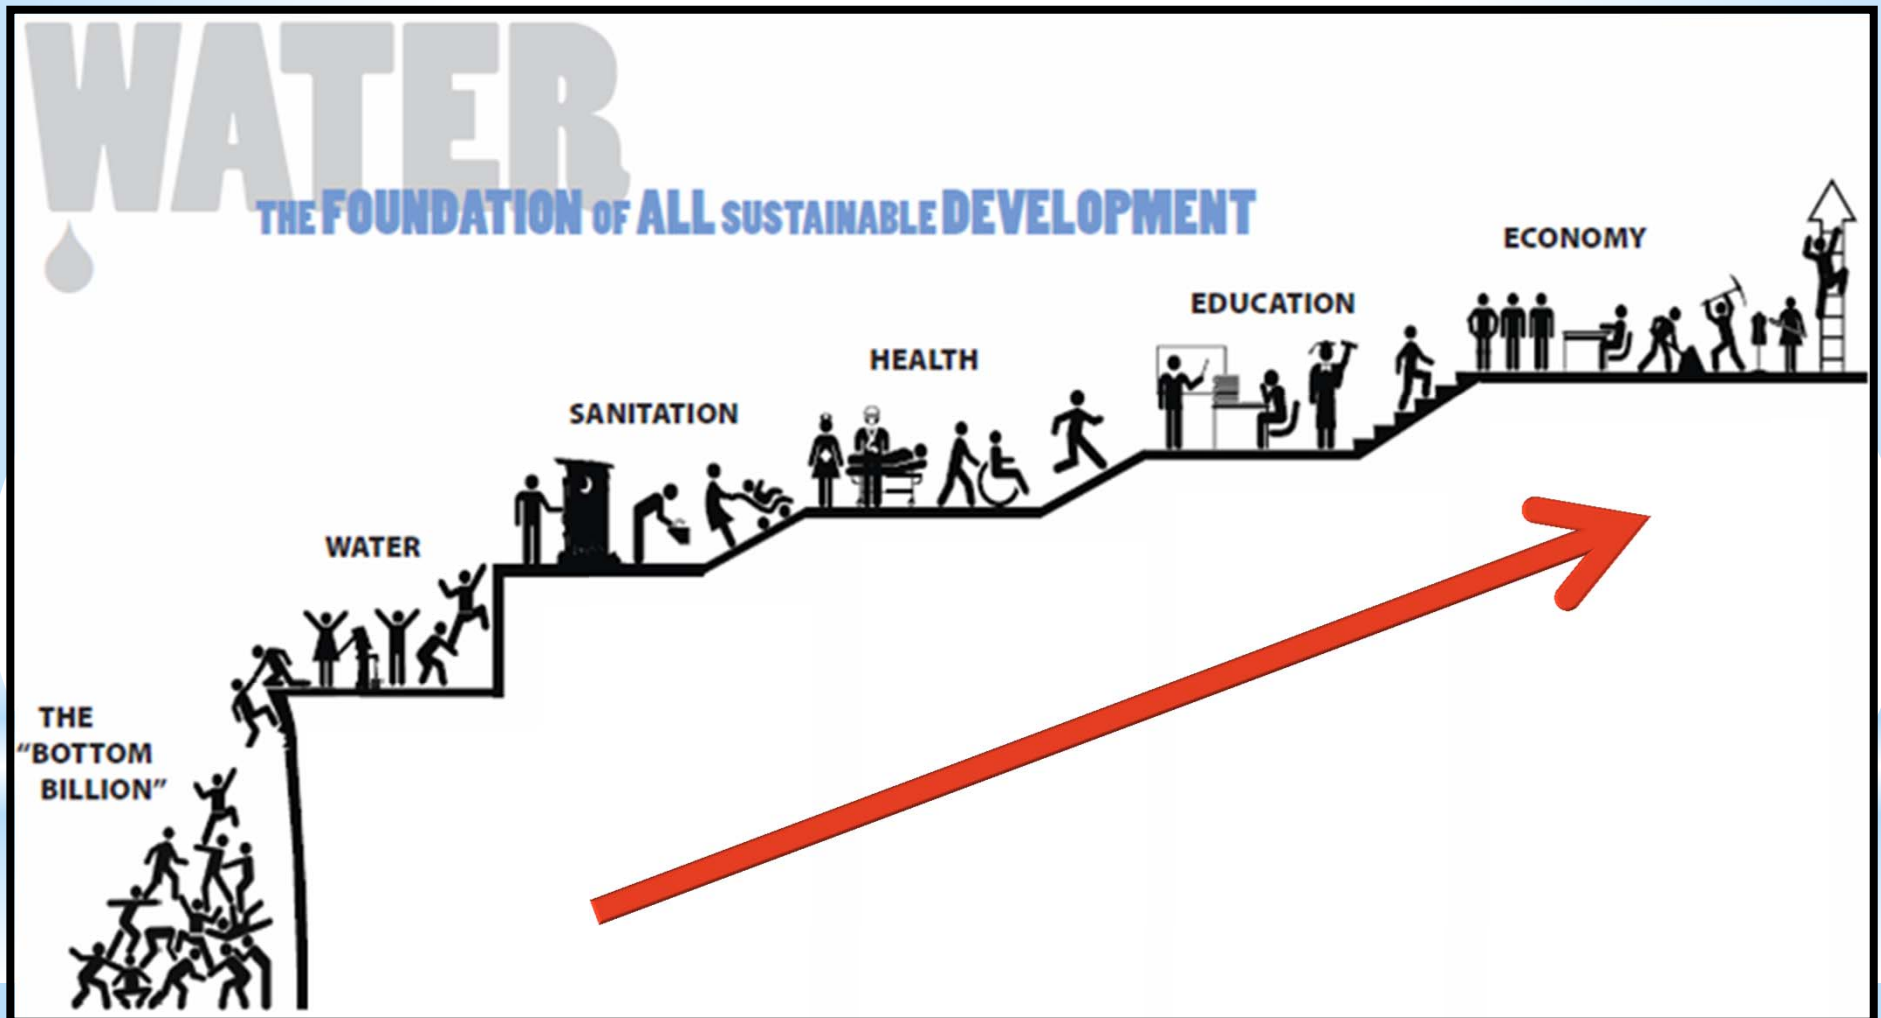 WATER
THE FOUNDATION OF ALL SUSTAINABLE DEVELOPMENT
ECONOMY
EDUCATION
HEALTH
SANITATION
WATER
THE
“BOTTOM
BILLION”